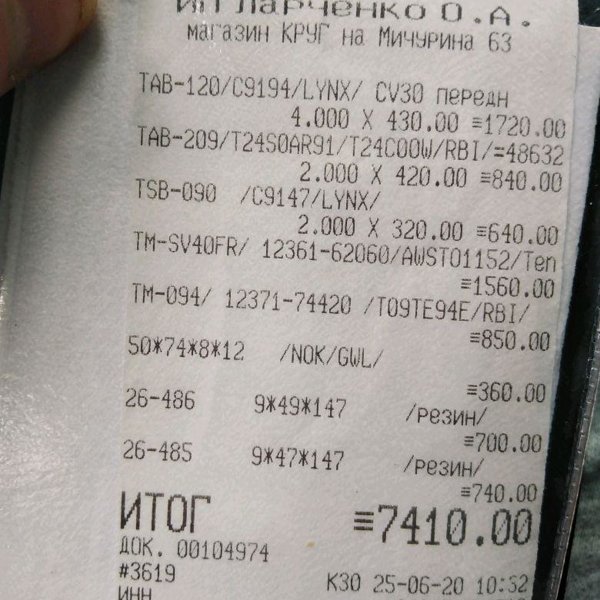 ИП Ларченко О.А.
магазин КРУГ на Мичурина 63
TAB-120/C9194/LYNX/ CV30 передн
4.000 X 430.00 ≡1720.00
TAB-209/T24S0AR91/T24C00W/RBI/=48632
2.000 X 420.00 ≡840.00
TSB-090 /C9147/LYNX/
2.000 X 320.00 ≡640.00
TM-SV40FR/ 12361-62060/AWST01152/Ten
≡1560.00
TM-094/ 12371-74420 /T09TE94E/RBI/
≡850.00
50*74*8*12 /NOK/GWL/
≡360.00
26-486 9*49*147 /резин/
≡700.00
26-485 9*47*147 /резин/
≡740.00
ИТОГ ≡7410.00
ДОК. 00104974
#3619 К30 25-06-20 10:32
ИНН